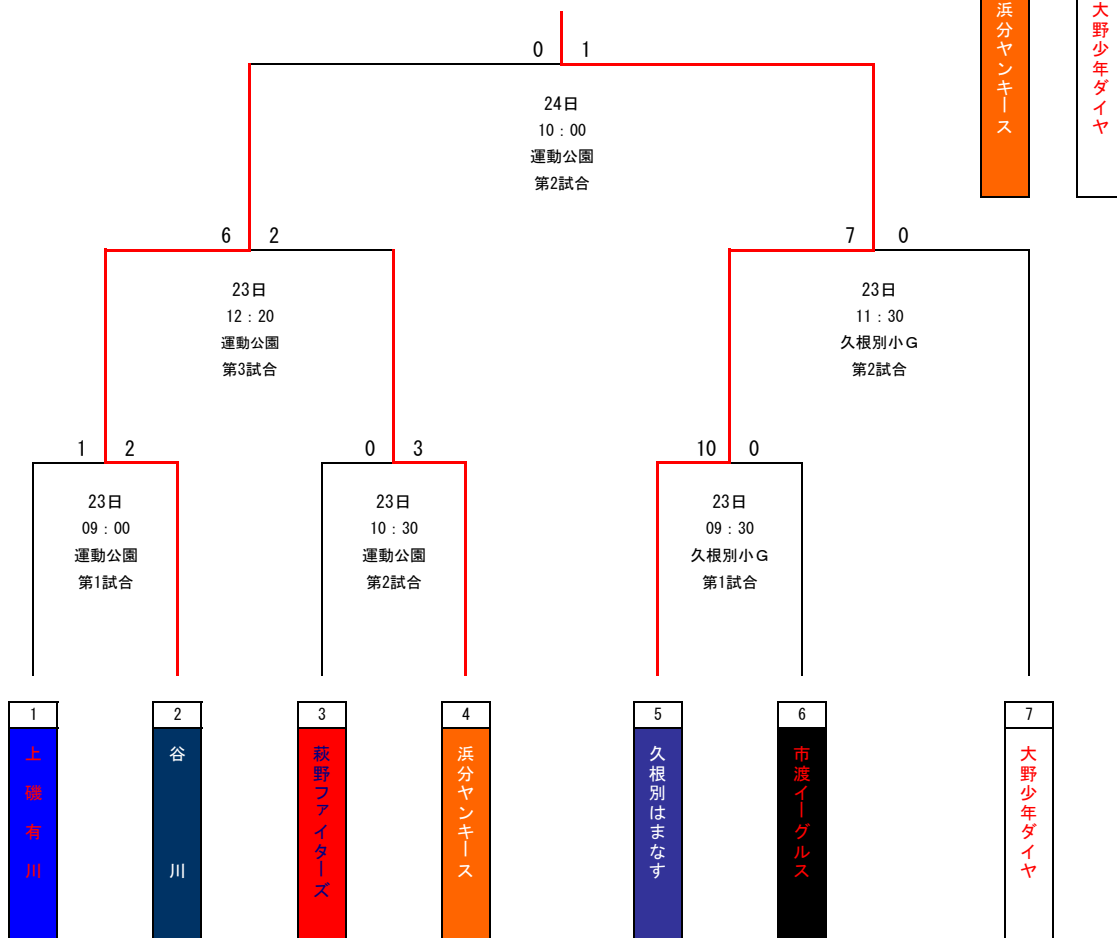 浜分ヤンキース
大野少年ダイヤ
0 1
24日
10：00
運動公園
第2試合
6 2
7 0
23日
12：20
運動公園
第3試合
23日
11：30
久根別小G
第2試合
1 2
0 3
10 0
23日
09：00
運動公園
第1試合
23日
10：30
運動公園
第2試合
23日
09：30
久根別小G
第1試合
1
2
3
4
5
6
7
上磯有川
谷川
萩野ファイターズ
浜分ヤンキース
久根別はまなす
市渡イーグルス
大野少年ダイヤ